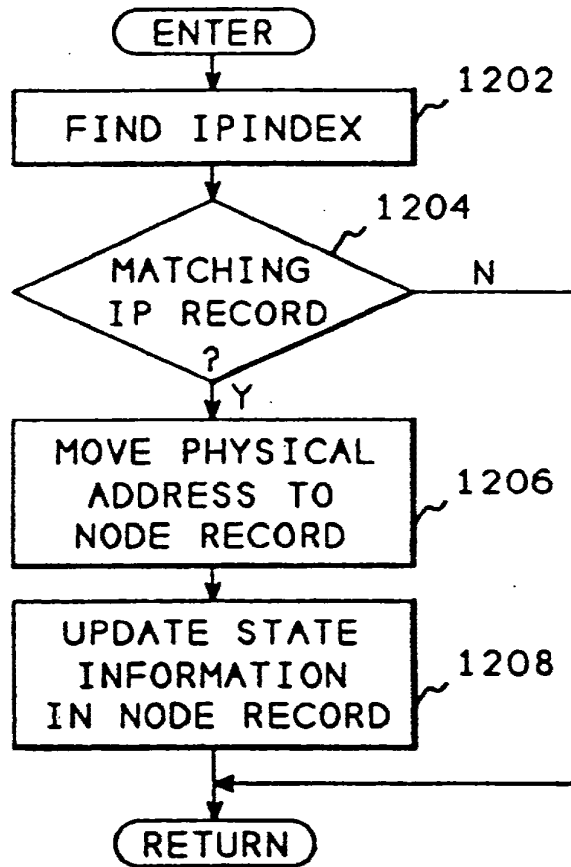 ENTER
1202
FIND IPINDEX
1204
MATCHING
IP RECORD
?
N
Y
MOVE PHYSICAL
ADDRESS TO
NODE RECORD
1206
UPDATE STATE
INFORMATION
IN NODE RECORD
1208
RETURN